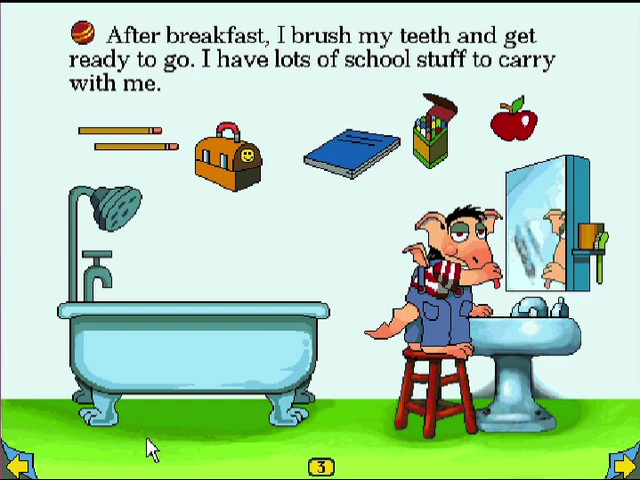 After breakfast, I brush my teeth and get
ready to go. I have lots of school stuff to carry
with me.
3